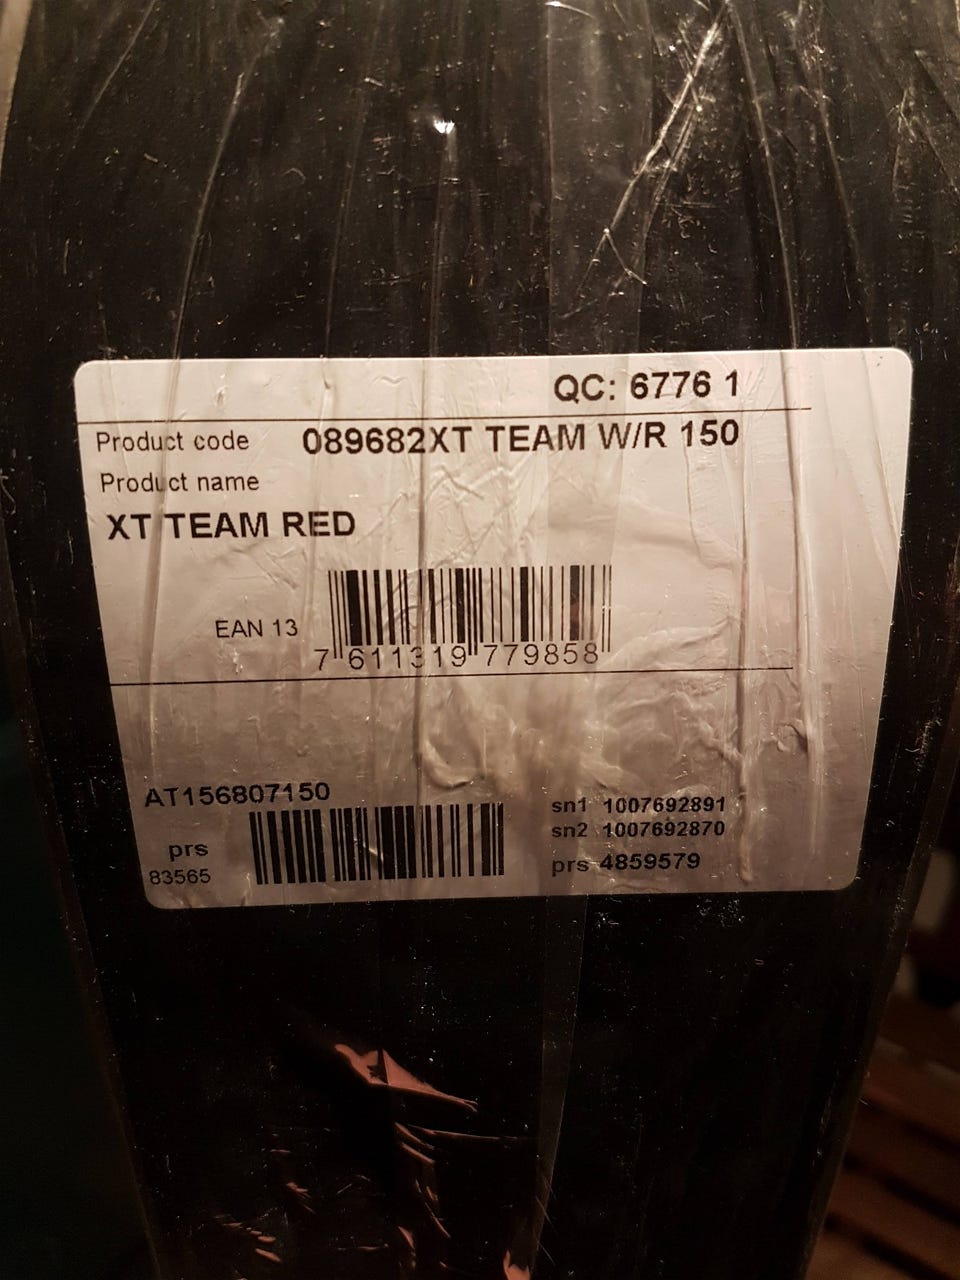 QC: 6776 1
Product code 089682XT TEAM W/R 150
Product name
XT TEAM RED
EAN 13
7 611319 779858
AT156807150
sn1 1007692891
sn2 1007692870
prs
prs 4859579
83565